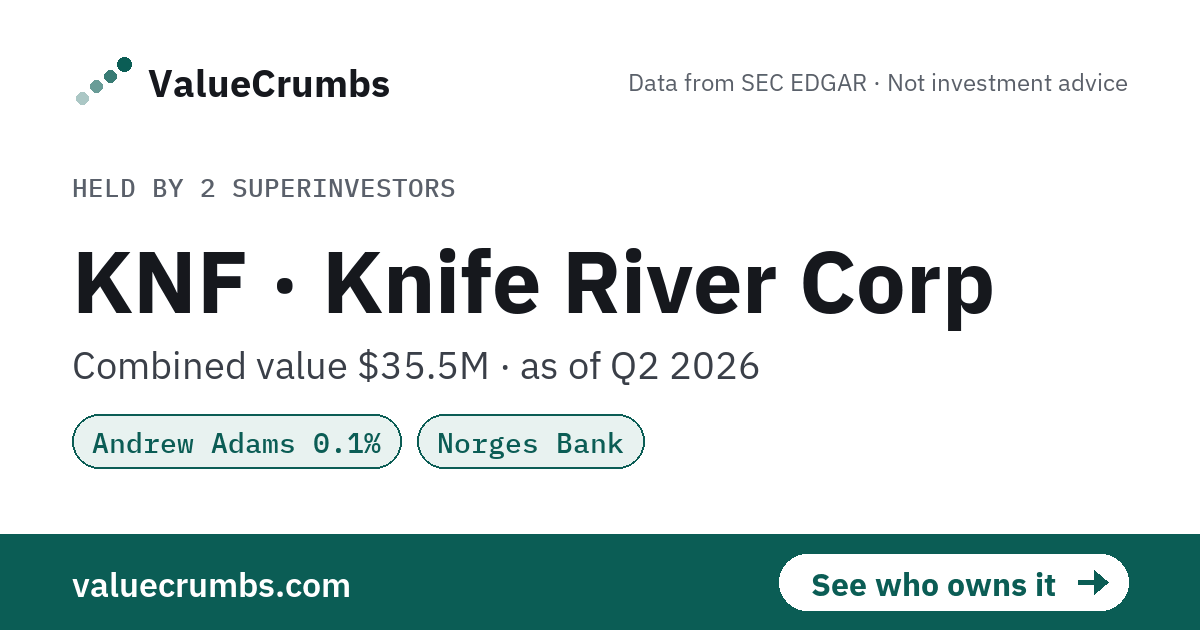 ValueCrumbs
Data from SEC EDGAR · Not investment advice
HELD BY 2 SUPERINVESTORS
KNF · Knife River Corp
Combined value $35.5M · as of Q2 2026
Andrew Adams 0.1%
Norges Bank
valuecrumbs.com
See who owns it →